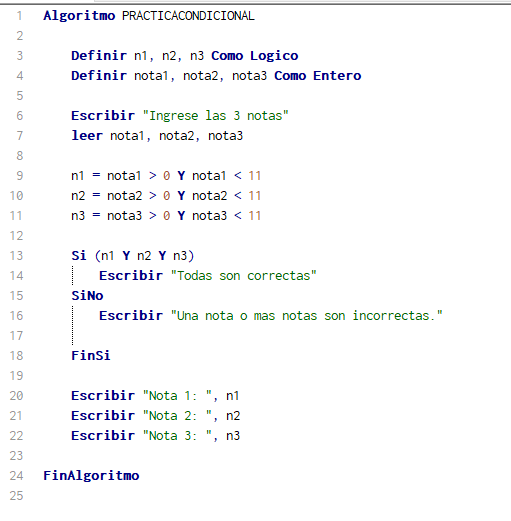 1 Algoritmo PRACTICACONDICIONAL
2
3 Definir n1, n2, n3 Como Logico
4 Definir nota1, nota2, nota3 Como Entero
5
6 Escribir "Ingrese las 3 notas"
7 leer nota1, nota2, nota3
8
9 n1 = nota1 > 0 Y nota1 < 11
10 n2 = nota2 > 0 Y nota2 < 11
11 n3 = nota3 > 0 Y nota3 < 11
12
13 Si (n1 Y n2 Y n3)
14 Escribir "Todas son correctas"
15 SiNo
16 Escribir "Una nota o mas notas son incorrectas."
17
18 FinSi
19
20 Escribir "Nota 1: ", n1
21 Escribir "Nota 2: ", n2
22 Escribir "Nota 3: ", n3
23
24 FinAlgoritmo
25